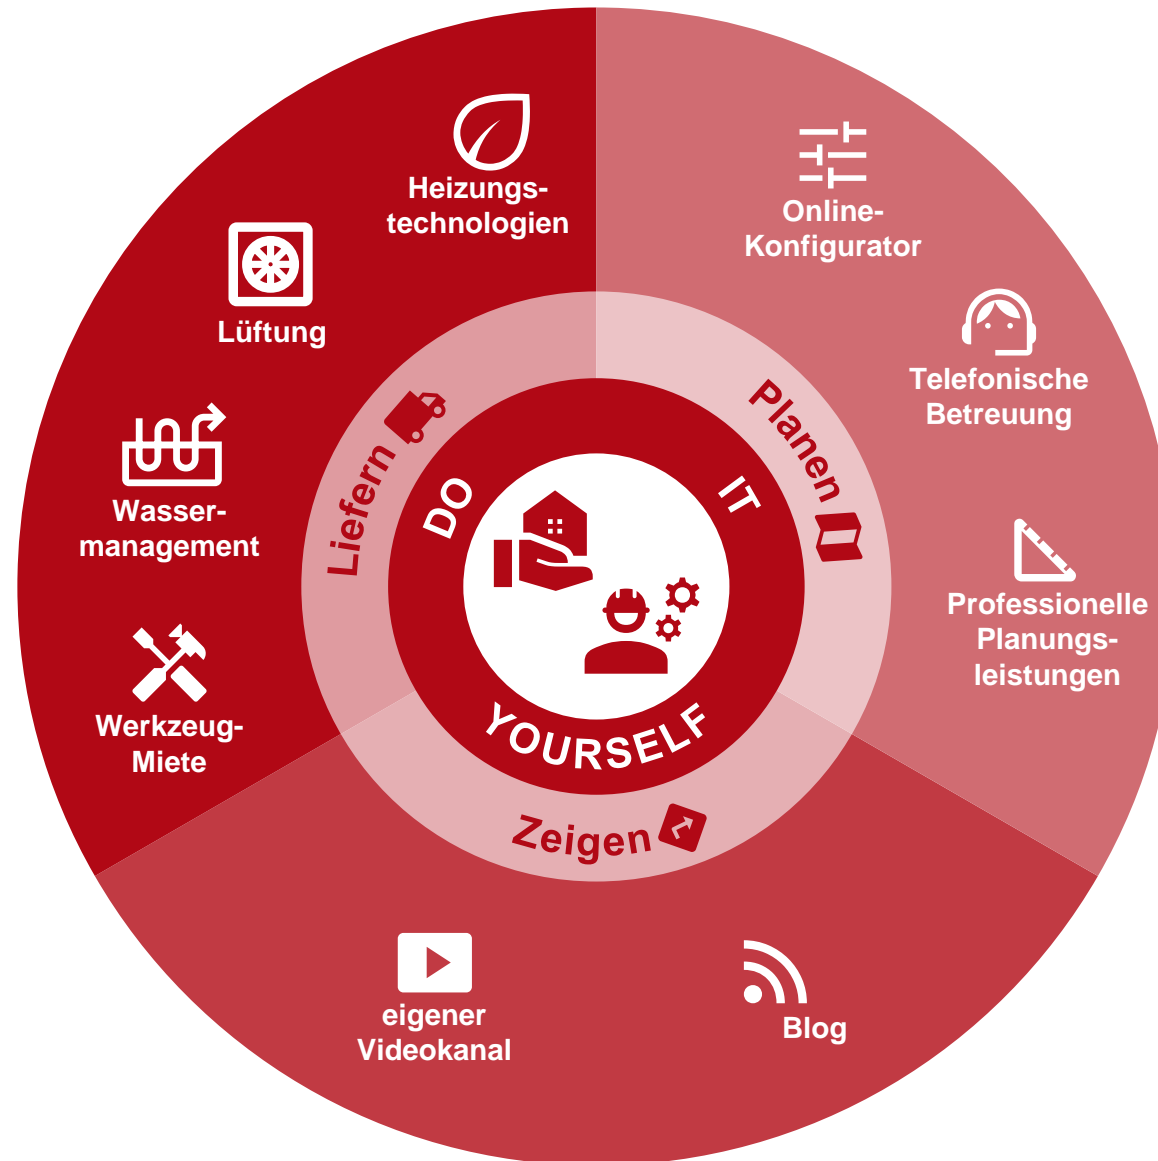 Heizungs-
technologien
Lüftung
Wasser-
management
Werkzeug-
Miete
Online-
Konfigurator
Telefonische
Betreuung
Professionelle
Planungs-
leistungen
Liefern
Planen
Zeigen
DO
IT
YOURSELF
eigener
Videokanal
Blog